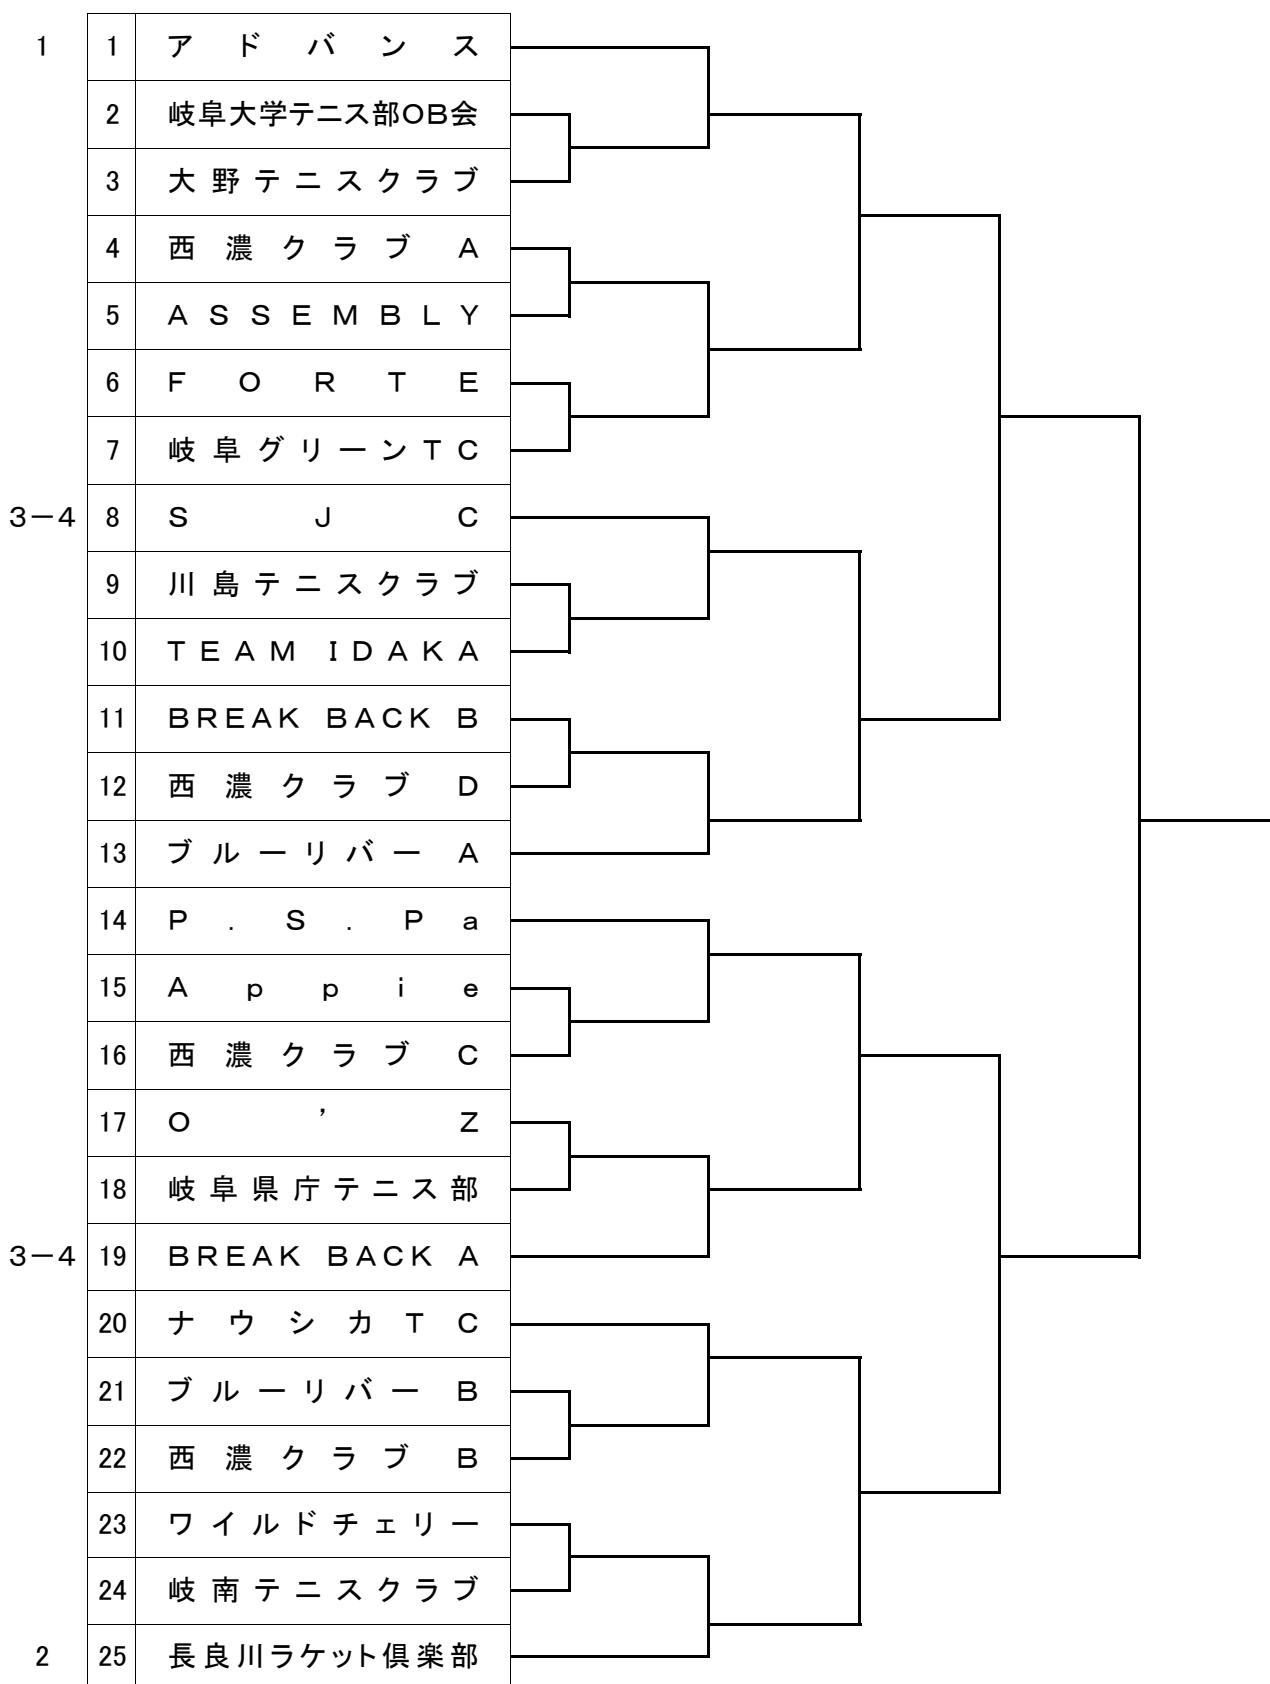 1 1 アドバンス
2 岐阜大学テニス部OB会
3 大野テニスクラブ
4 西濃クラブA
5 ASSEMBLY
6 FORTE
7 岐阜グリーンTC
3-4 8 SJC
9 川島テニスクラブ
10 TEAM IDAKA
11 BREAK BACK B
12 西濃クラブD
13 ブルーリバーA
14 P.S.Pa
15 Appie
16 西濃クラブC
17 O'Z
18 岐阜県庁テニス部
3-4 19 BREAK BACK A
20 ナウシカTC
21 ブルーリバーB
22 西濃クラブB
23 ワイルドチェリー
24 岐南テニスクラブ
2 25 長良川ラケット倶楽部